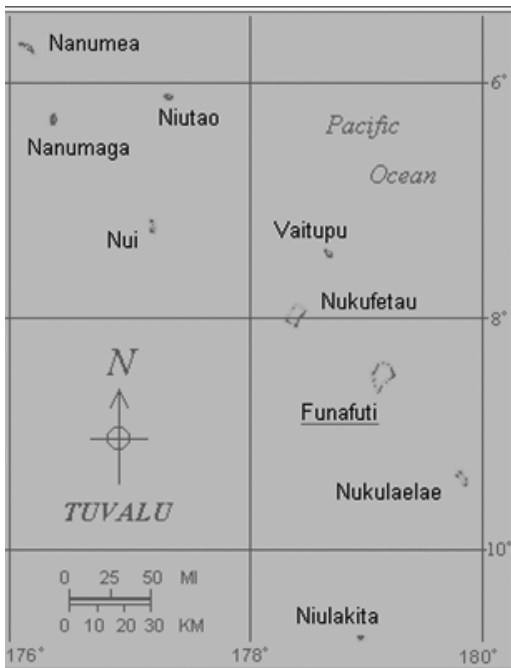 Nanumea
6°
Niutao
Pacific
Nanumaga
Ocean
Vaitupu
Nui
Nukufetau
8°
N
Funafuti
Nukulaelae
TUVALU
10°
0 25 50 MI
0 10 20 30 KM
Niulakita
176° 178° 180°